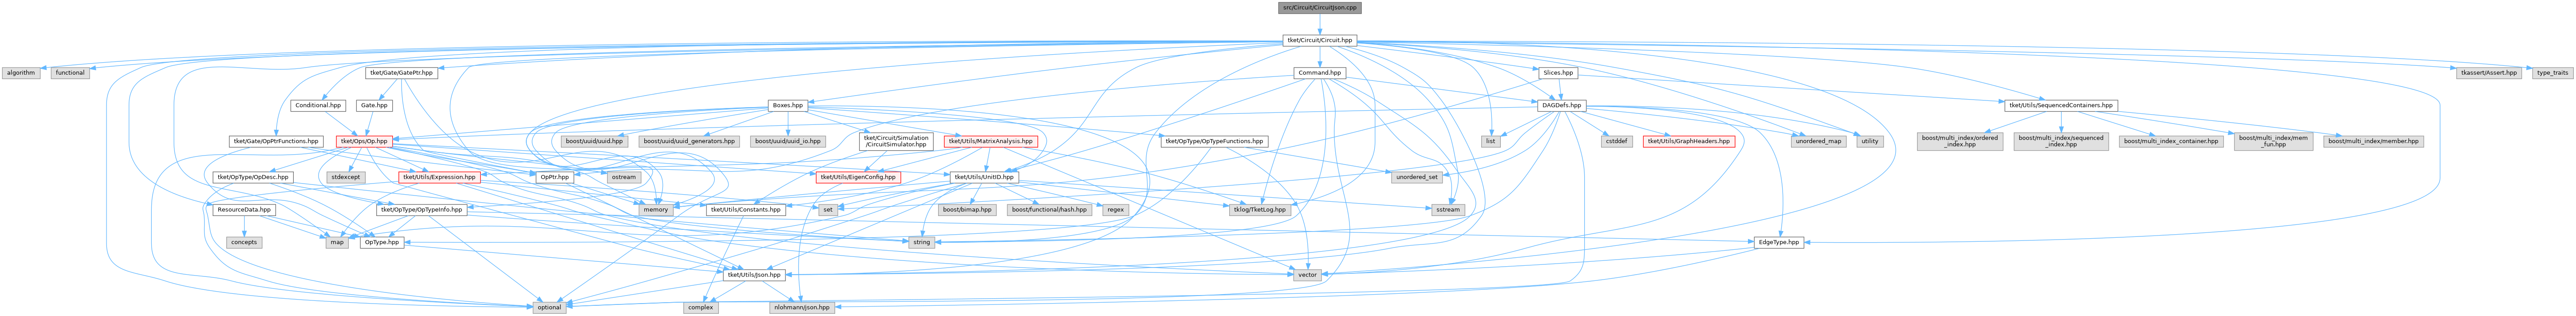 src/Circuit/CircuitJson.cpp
tket/Circuit/Circuit.hpp
algorithm
functional
tket/Gate/GatePtr.hpp
Command.hpp
Slices.hpp
tkassert/Assert.hpp
type_traits
Conditional.hpp
Gate.hpp
Boxes.hpp
DAGDefs.hpp
tket/Utils/SequencedContainers.hpp
tket/Gate/OpPtrFunctions.hpp
tket/Ops/Op.hpp
boost/uuid/uuid.hpp
boost/uuid/uuid_generators.hpp
boost/uuid/uuid_io.hpp
tket/Circuit/Simulation
/CircuitSimulator.hpp
tket/Utils/MatrixAnalysis.hpp
tket/OpType/OpTypeFunctions.hpp
list
cstddef
tket/Utils/GraphHeaders.hpp
unordered_map
utility
boost/multi_index/ordered
_index.hpp
boost/multi_index/sequenced
_index.hpp
boost/multi_index_container.hpp
boost/multi_index/mem
_fun.hpp
boost/multi_index/member.hpp
tket/OpType/OpDesc.hpp
stdexcept
tket/Utils/Expression.hpp
OpPtr.hpp
ostream
tket/Utils/EigenConfig.hpp
tket/Utils/UnitID.hpp
unordered_set
ResourceData.hpp
tket/OpType/OpTypeInfo.hpp
memory
tket/Utils/Constants.hpp
set
boost/bimap.hpp
boost/functional/hash.hpp
regex
tklog/TketLog.hpp
sstream
concepts
map
OpType.hpp
string
EdgeType.hpp
tket/Utils/Json.hpp
vector
optional
complex
nlohmann/json.hpp